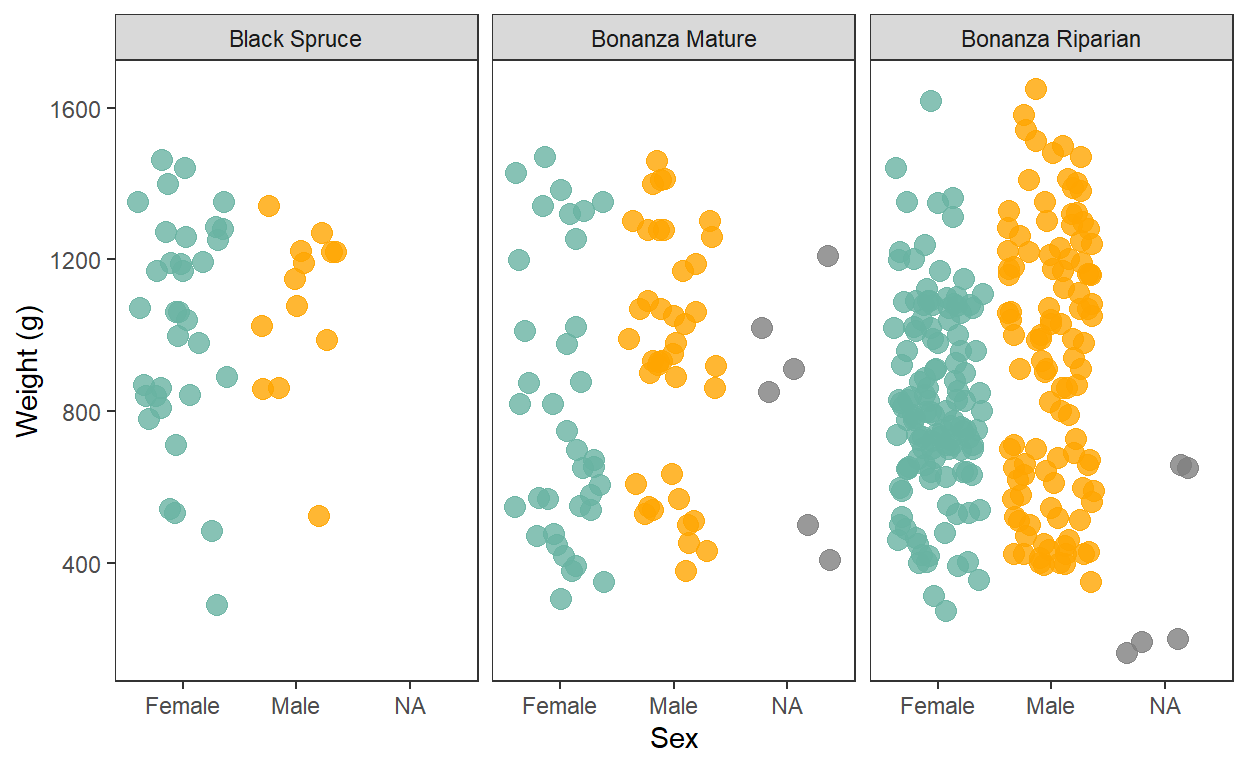 Black Spruce
Bonanza Mature
Bonanza Riparian
Weight (g)
1600
1200
800
400
Female Male NA
Female Male NA
Female Male NA
Sex